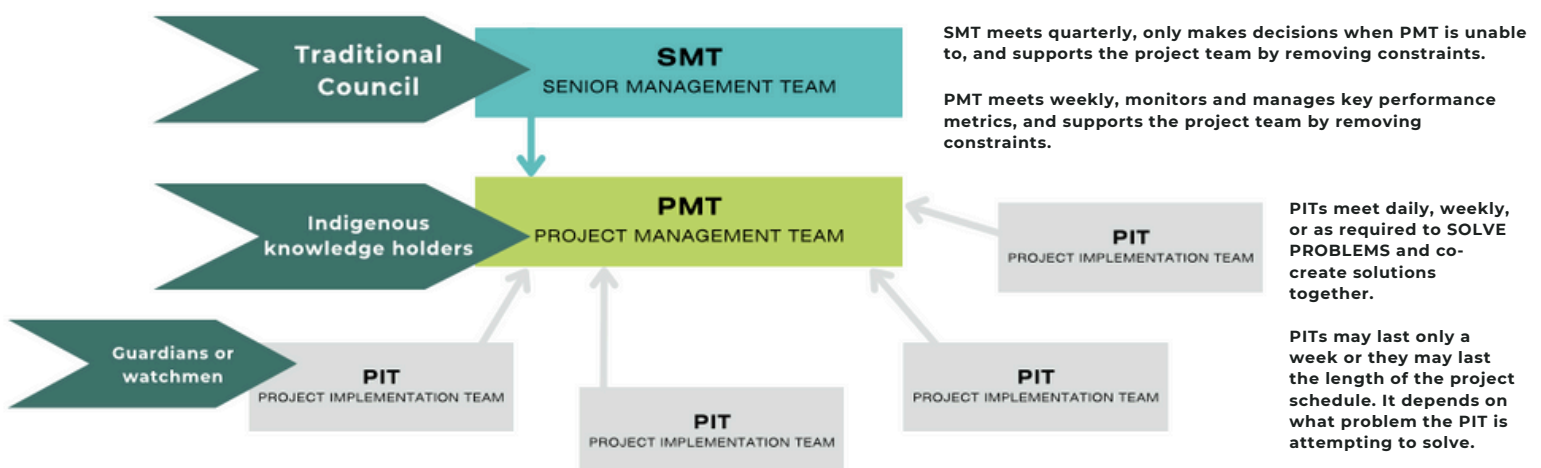 Traditional
Council
SMT
SENIOR MANAGEMENT TEAM
SMT meets quarterly, only makes decisions when PMT is unable
to, and supports the project team by removing constraints.
PMT meets weekly, monitors and manages key performance
metrics, and supports the project team by removing
constraints.
Indigenous
knowledge holders
PMT
PROJECT MANAGEMENT TEAM
PIT
PROJECT IMPLEMENTATION TEAM
PITs meet daily, weekly,
or as required to SOLVE
PROBLEMS and co-
create solutions
together.
Guardians or
watchmen
PIT
PROJECT IMPLEMENTATION TEAM
PIT
PROJECT IMPLEMENTATION TEAM
PIT
PROJECT IMPLEMENTATION TEAM
PITs may last only a
week or they may last
the length of the project
schedule. It depends on
what problem the PIT is
attempting to solve.